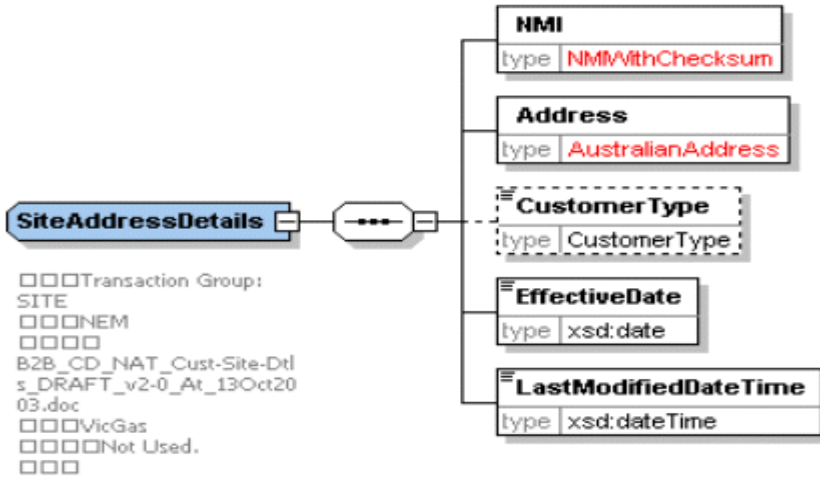 NMI
type NMIWithChecksum
Address
type AustralianAddress
SiteAddressDetails
CustomerType
type CustomerType
EffectiveDate
type xsd:date
LastModifiedDateTime
type xsd:dateTime
□□□Transaction Group:
SITE
□□□NEM
□□□□
B2B_CD_NAT_Cust-Site-Dtl
s_DRAFT_v2-0_At_13Oct20
03.doc
□□□VicGas
□□□□Not Used.
□□□